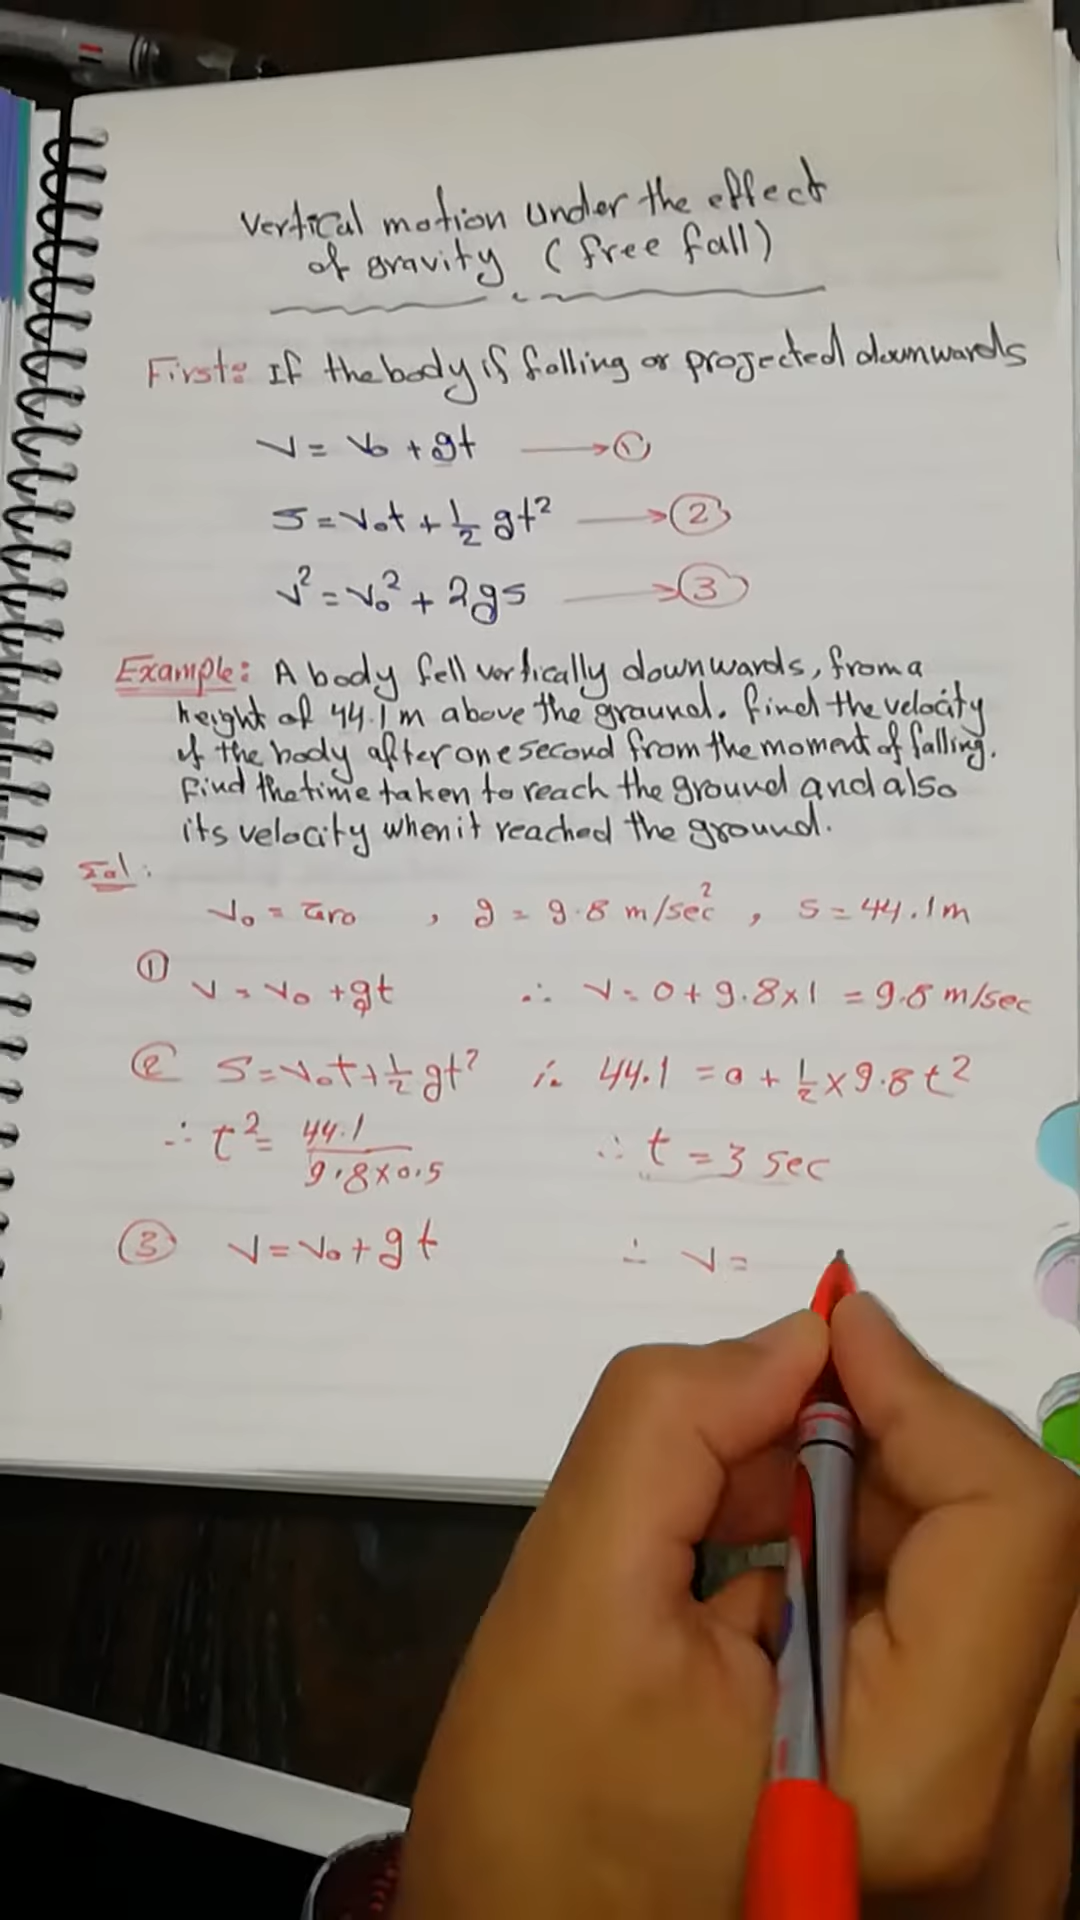 Vertical motion under the effect
of gravity (free fall)
First: If the body if falling or projected downwards
v = v₀ + gt → ①
S = v₀t + ½ gt² → ②
v² = v₀² + 2gs → ③
Example: A body fell vertically downwards, from a
height of 44.1 m above the ground. find the velocity
of the body after one second from the moment of falling.
Find the time taken to reach the ground and also
its velocity when it reached the ground.
Sol:
v₀ = zero , g = 9.8 m/sec² , S = 44.1 m
① v = v₀ + gt ∴ v = 0 + 9.8 × 1 = 9.8 m/sec
② S = v₀t + ½ gt² ∴ 44.1 = 0 + ½ × 9.8 t²
∴ t² = 44.1 / 9.8 × 0.5 ∴ t = 3 sec
③ v = v₀ + gt ∴ v =